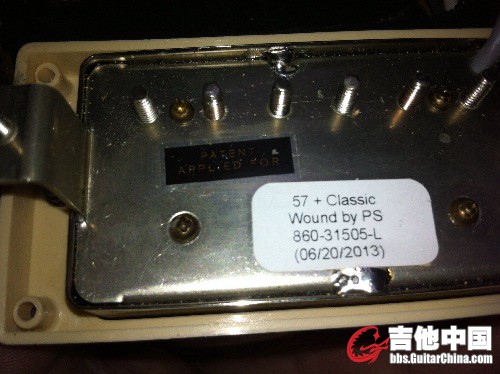 PATENT
APPLIED FOR
57 + Classic
Wound by PS
860-31505-L
(06/20/2013)
吉他中国
bbs.GuitarChina.com